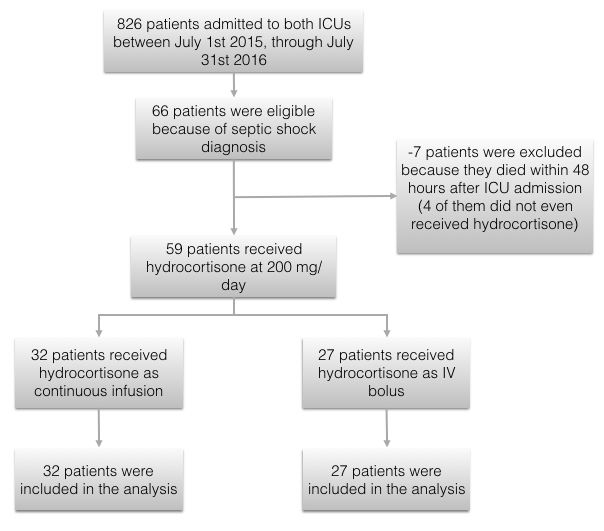 826 patients admitted to both ICUs
between July 1st 2015, through July
31st 2016
66 patients were eligible
because of septic shock
diagnosis
-7 patients were excluded
because they died within 48
hours after ICU admission
(4 of them did not even
received hydrocortisone)
59 patients received
hydrocortisone at 200 mg/
day
32 patients received
hydrocortisone as
continuous infusion
27 patients received
hydrocortisone as IV
bolus
32 patients were
included in the analysis
27 patients were
included in the analysis